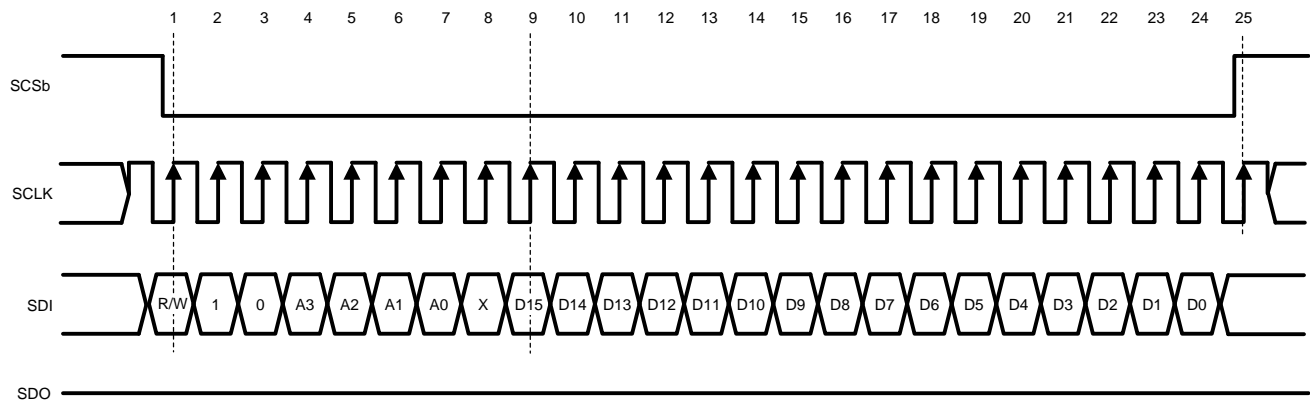 1 2 3 4 5 6 7 8 9 10 11 12 13 14 15 16 17 18 19 20 21 22 23 24 25
SCSb
SCLK
SDI R/W 1 0 A3 A2 A1 A0 X D15 D14 D13 D12 D11 D10 D9 D8 D7 D6 D5 D4 D3 D2 D1 D0
SDO